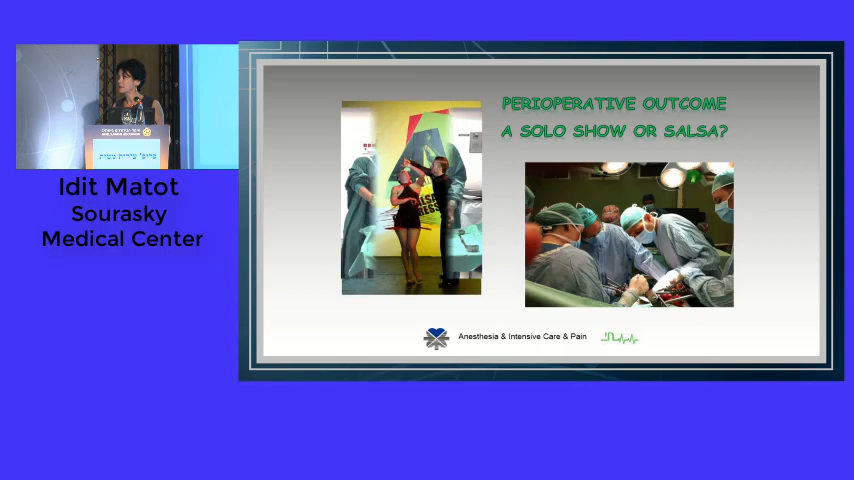 Idit Matot
Sourasky
Medical Center
PERIOPERATIVE OUTCOME
A SOLO SHOW OR SALSA?
Anesthesia & Intensive Care & Pain